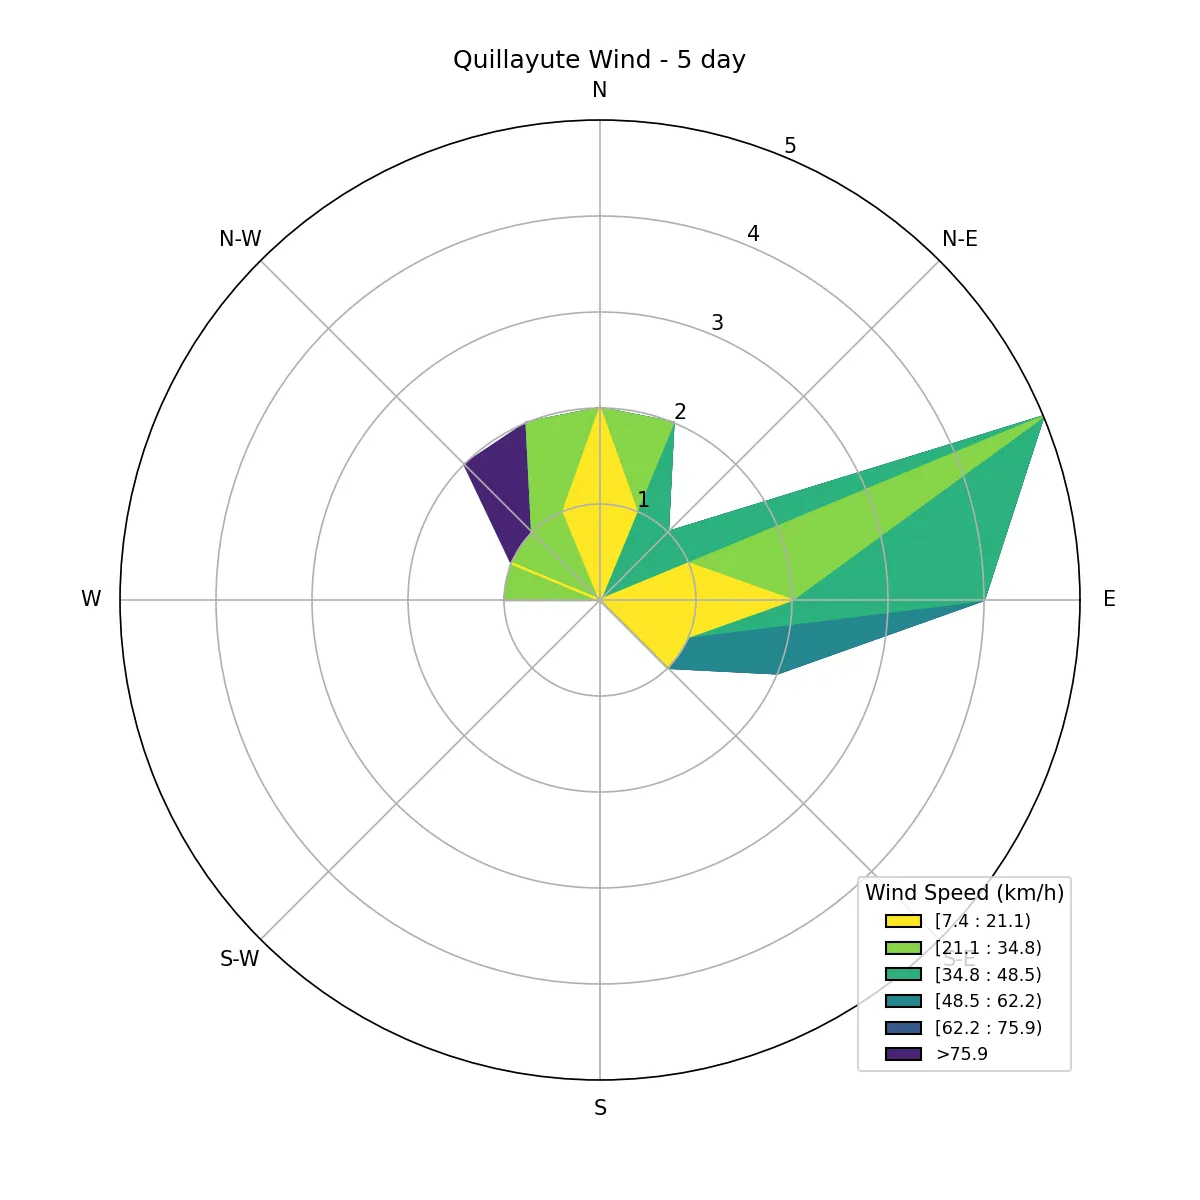 Quillayute Wind - 5 day
N
5
4
N-W
N-E
3
2
1
W
E
Wind Speed (km/h)
[7.4 : 21.1)
[21.1 : 34.8)
S-W
S-E
[34.8 : 48.5)
[48.5 : 62.2)
[62.2 : 75.9)
>75.9
S